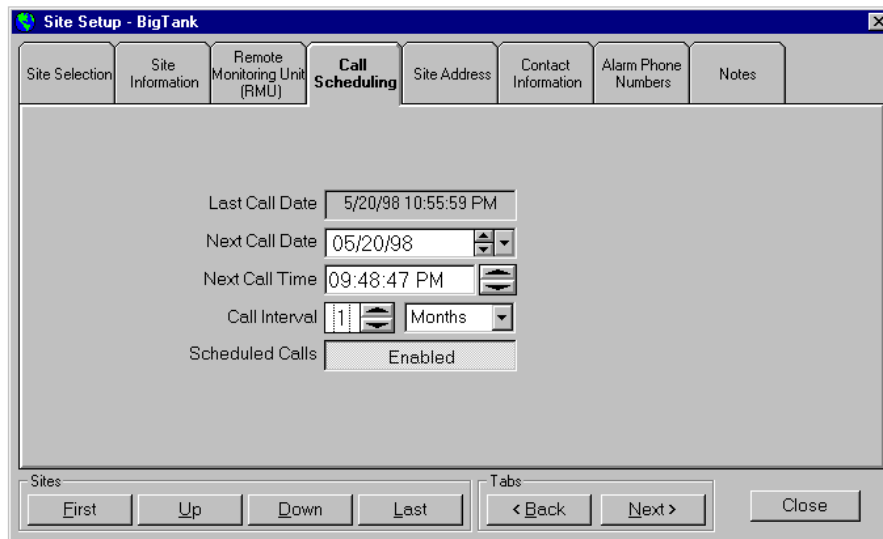 Site Setup - BigTank
Site Selection
Site
Information
Remote
Monitoring Unit
(RMU)
Call
Scheduling
Site Address
Contact
Information
Alarm Phone
Numbers
Notes
Last Call Date 5/20/98 10:55:59 PM
Next Call Date 05/20/98
Next Call Time 09:48:47 PM
Call Interval 1 Months
Scheduled Calls Enabled
Sites
First Up Down Last
Tabs
< Back Next >
Close